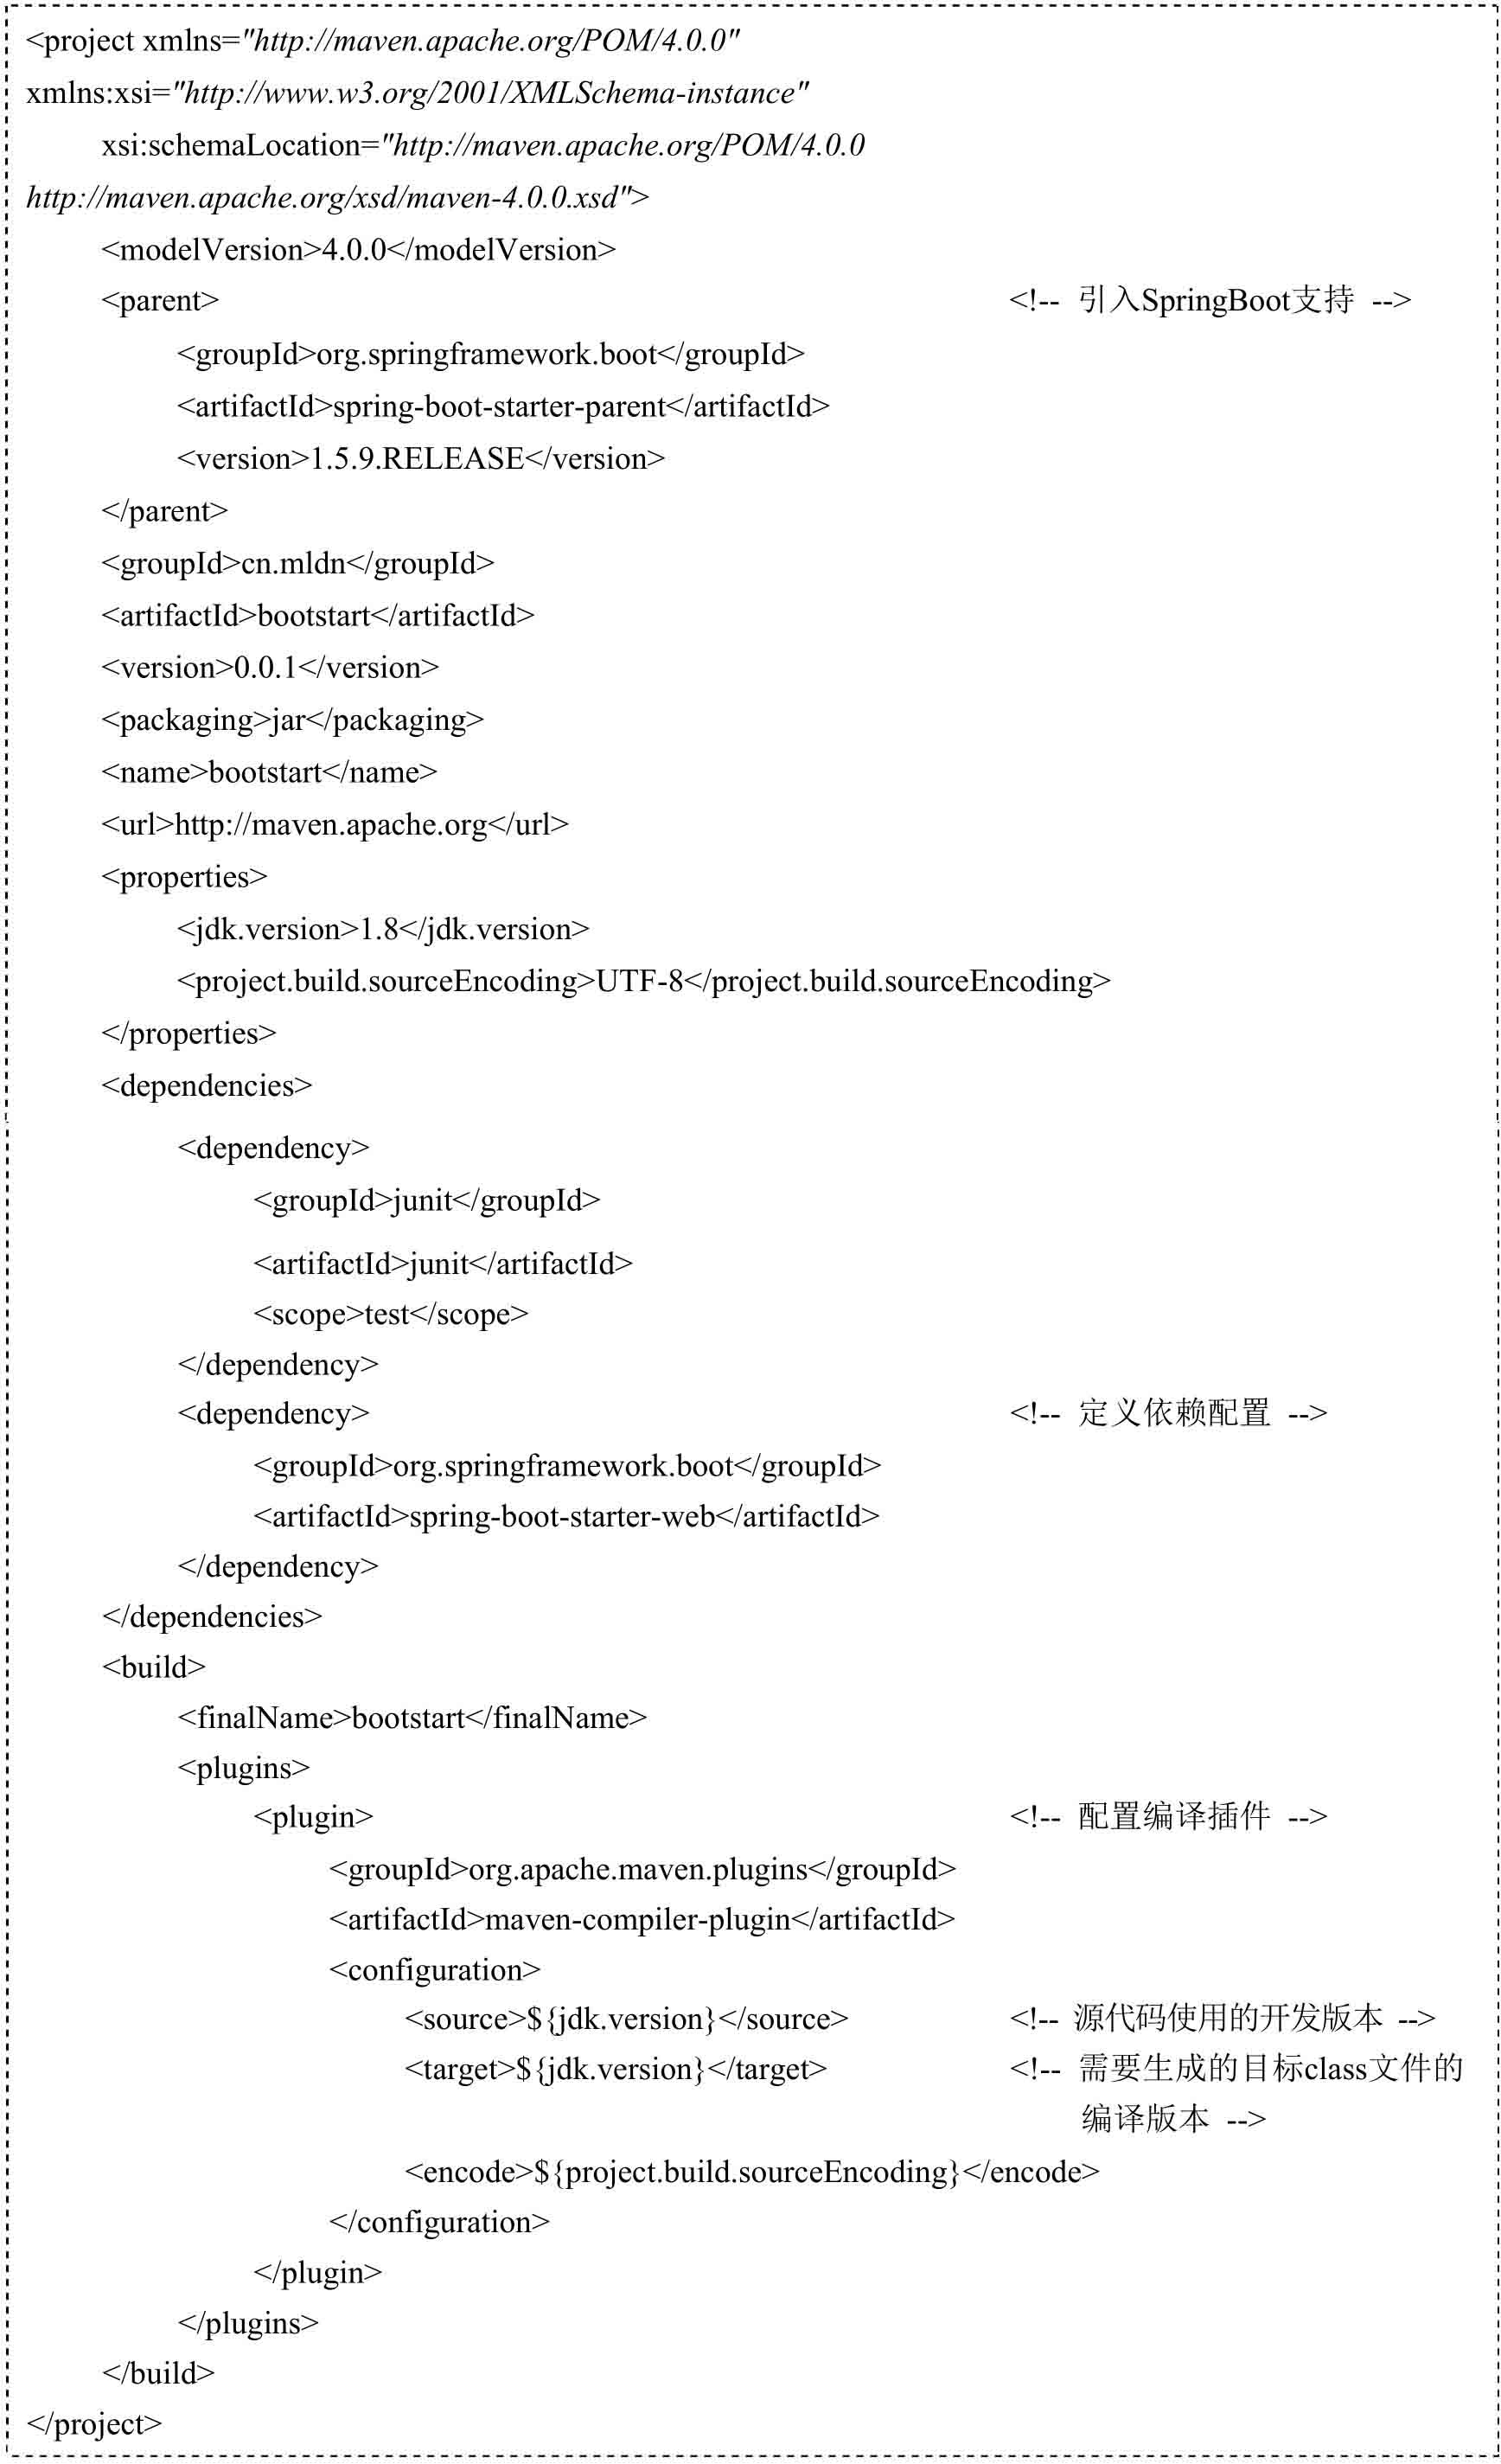 <project xmlns="http://maven.apache.org/POM/4.0.0"
xmlns:xsi="http://www.w3.org/2001/XMLSchema-instance"
xsi:schemaLocation="http://maven.apache.org/POM/4.0.0
http://maven.apache.org/xsd/maven-4.0.0.xsd">
<modelVersion>4.0.0</modelVersion>
<parent> <!-- 引入SpringBoot支持 -->
<groupId>org.springframework.boot</groupId>
<artifactId>spring-boot-starter-parent</artifactId>
<version>1.5.9.RELEASE</version>
</parent>
<groupId>cn.mldn</groupId>
<artifactId>bootstart</artifactId>
<version>0.0.1</version>
<packaging>jar</packaging>
<name>bootstart</name>
<url>http://maven.apache.org</url>
<properties>
<jdk.version>1.8</jdk.version>
<project.build.sourceEncoding>UTF-8</project.build.sourceEncoding>
</properties>
<dependencies>
<dependency>
<groupId>junit</groupId>
<artifactId>junit</artifactId>
<scope>test</scope>
</dependency>
<dependency> <!-- 定义依赖配置 -->
<groupId>org.springframework.boot</groupId>
<artifactId>spring-boot-starter-web</artifactId>
</dependency>
</dependencies>
<build>
<finalName>bootstart</finalName>
<plugins>
<plugin> <!-- 配置编译插件 -->
<groupId>org.apache.maven.plugins</groupId>
<artifactId>maven-compiler-plugin</artifactId>
<configuration>
<source>${jdk.version}</source> <!-- 源代码使用的开发版本 -->
<target>${jdk.version}</target> <!-- 需要生成的目标class文件的
编译版本 -->
<encode>${project.build.sourceEncoding}</encode>
</configuration>
</plugin>
</plugins>
</build>
</project>